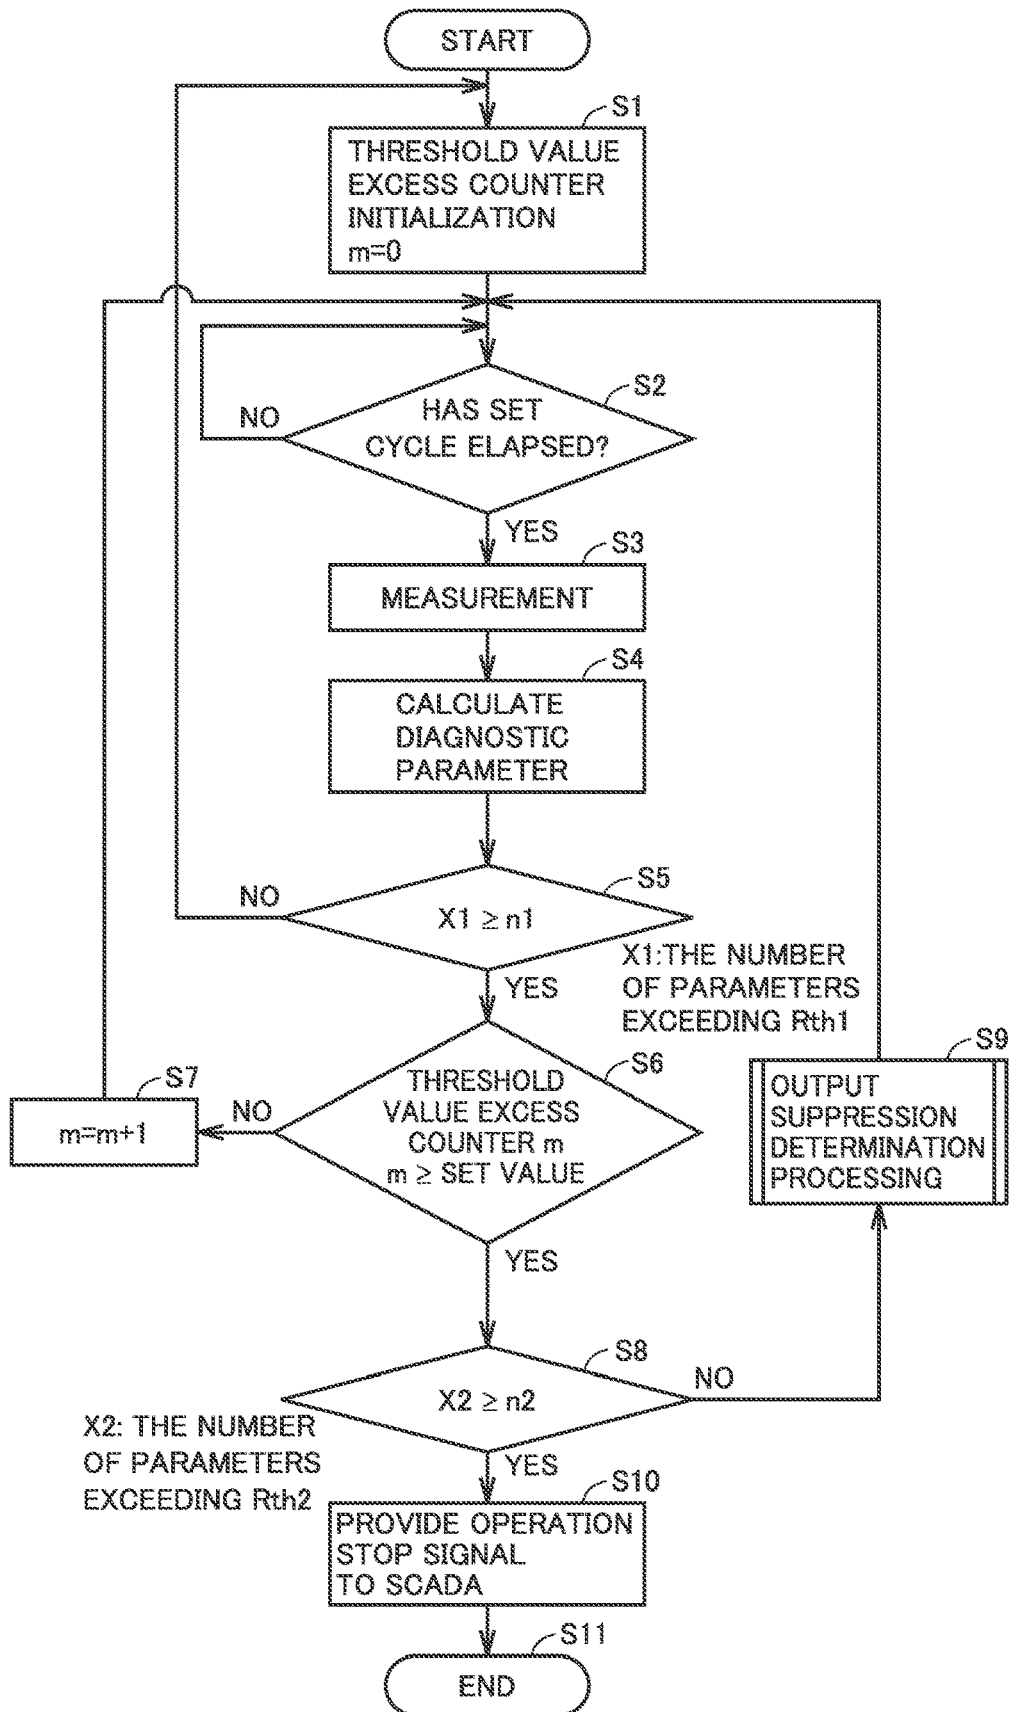 START
S1
THRESHOLD VALUE
EXCESS COUNTER
INITIALIZATION
m=0
S2
HAS SET
CYCLE ELAPSED?
NO
YES
S3
MEASUREMENT
S4
CALCULATE
DIAGNOSTIC
PARAMETER
S5
NO
X1 ≥ n1
X1:THE NUMBER
OF PARAMETERS
EXCEEDING Rth1
YES
S6
THRESHOLD
VALUE EXCESS
COUNTER m
m ≥ SET VALUE
NO
S7
m=m+1
S9
OUTPUT
SUPPRESSION
DETERMINATION
PROCESSING
YES
S8
X2 ≥ n2
NO
X2: THE NUMBER
OF PARAMETERS
EXCEEDING Rth2
YES
S10
PROVIDE OPERATION
STOP SIGNAL
TO SCADA
S11
END